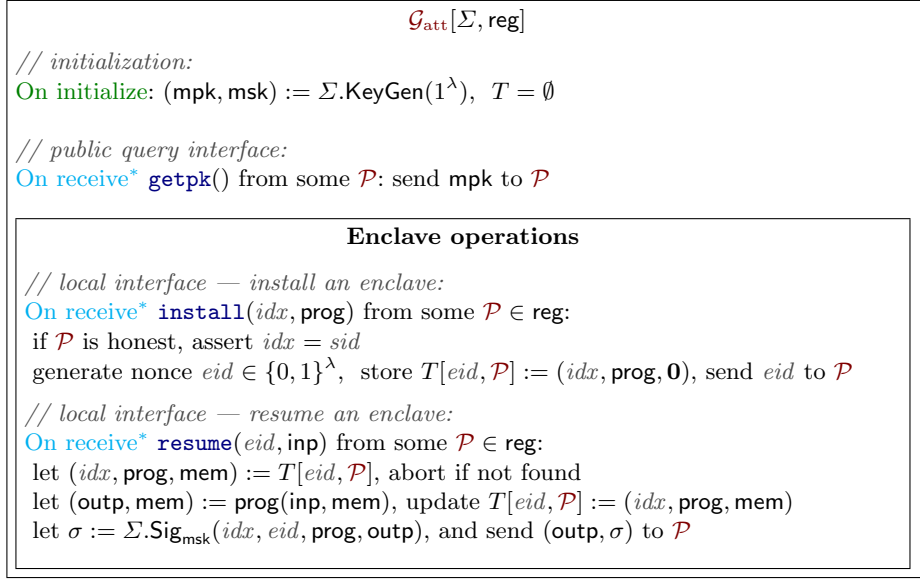 𝒢att[Σ, reg]
// initialization:
On initialize: (mpk, msk) := Σ.KeyGen(1^λ), T = ∅
// public query interface:
On receive* getpk() from some 𝒫: send mpk to 𝒫
Enclave operations
// local interface — install an enclave:
On receive* install(idx, prog) from some 𝒫 ∈ reg:
if 𝒫 is honest, assert idx = sid
generate nonce eid ∈ {0, 1}^λ, store T[eid, 𝒫] := (idx, prog, 0), send eid to 𝒫
// local interface — resume an enclave:
On receive* resume(eid, inp) from some 𝒫 ∈ reg:
let (idx, prog, mem) := T[eid, 𝒫], abort if not found
let (outp, mem) := prog(inp, mem), update T[eid, 𝒫] := (idx, prog, mem)
let σ := Σ.Sig_msk(idx, eid, prog, outp), and send (outp, σ) to 𝒫